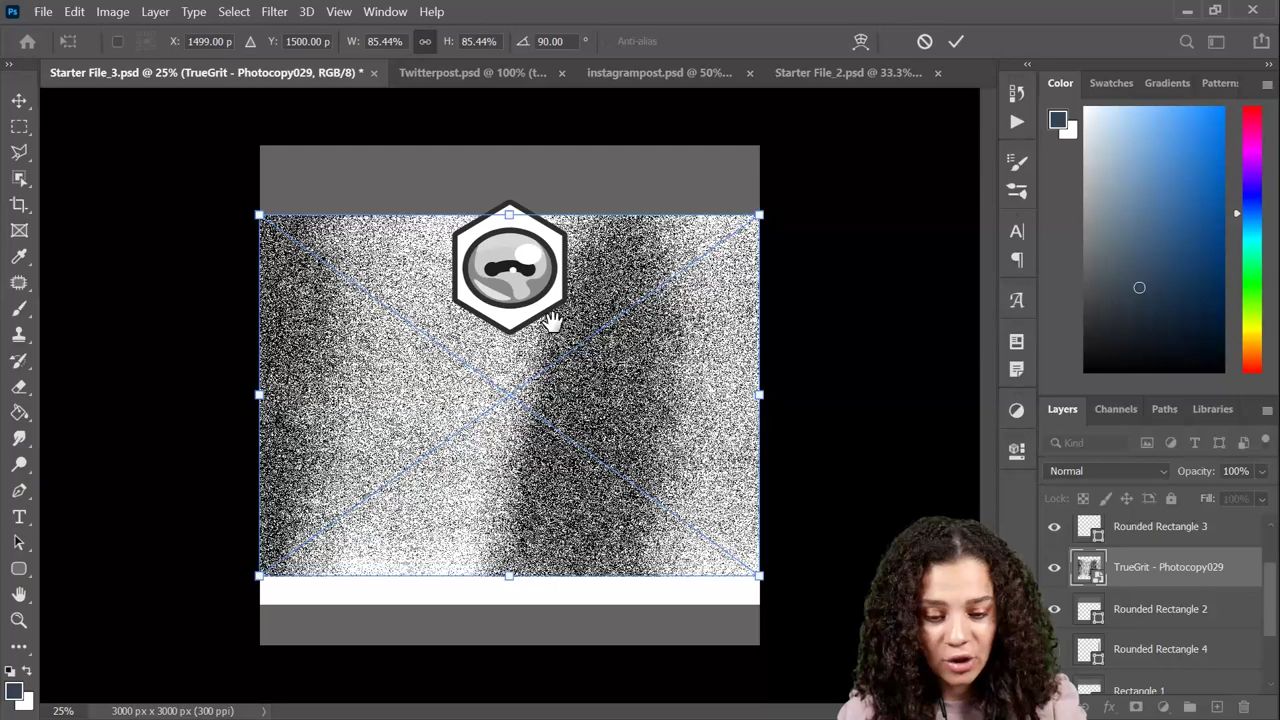 Ps File Edit Image Layer Type Select Filter 3D View Window Help
X: 1499.00 p Y: 1500.00 p W: 85.44% H: 85.44% 90.00 ° Anti-alias
Starter File_3.psd @ 25% (TrueGrit - Photocopy029, RGB/8) * × Twitterpost.psd @ 100% (t... × instagrampost.psd @ 50%... × Starter File_2.psd @ 33.3%... ×
Color Swatches Gradients Pattern:
Layers Channels Paths Libraries
Kind
Normal Opacity: 100%
Lock: Fill: 100%
Rounded Rectangle 3
TrueGrit - Photocopy029
Rounded Rectangle 2
Rounded Rectangle 4
Rectangle 1
fx
25% 3000 px x 3000 px (300 ppi)